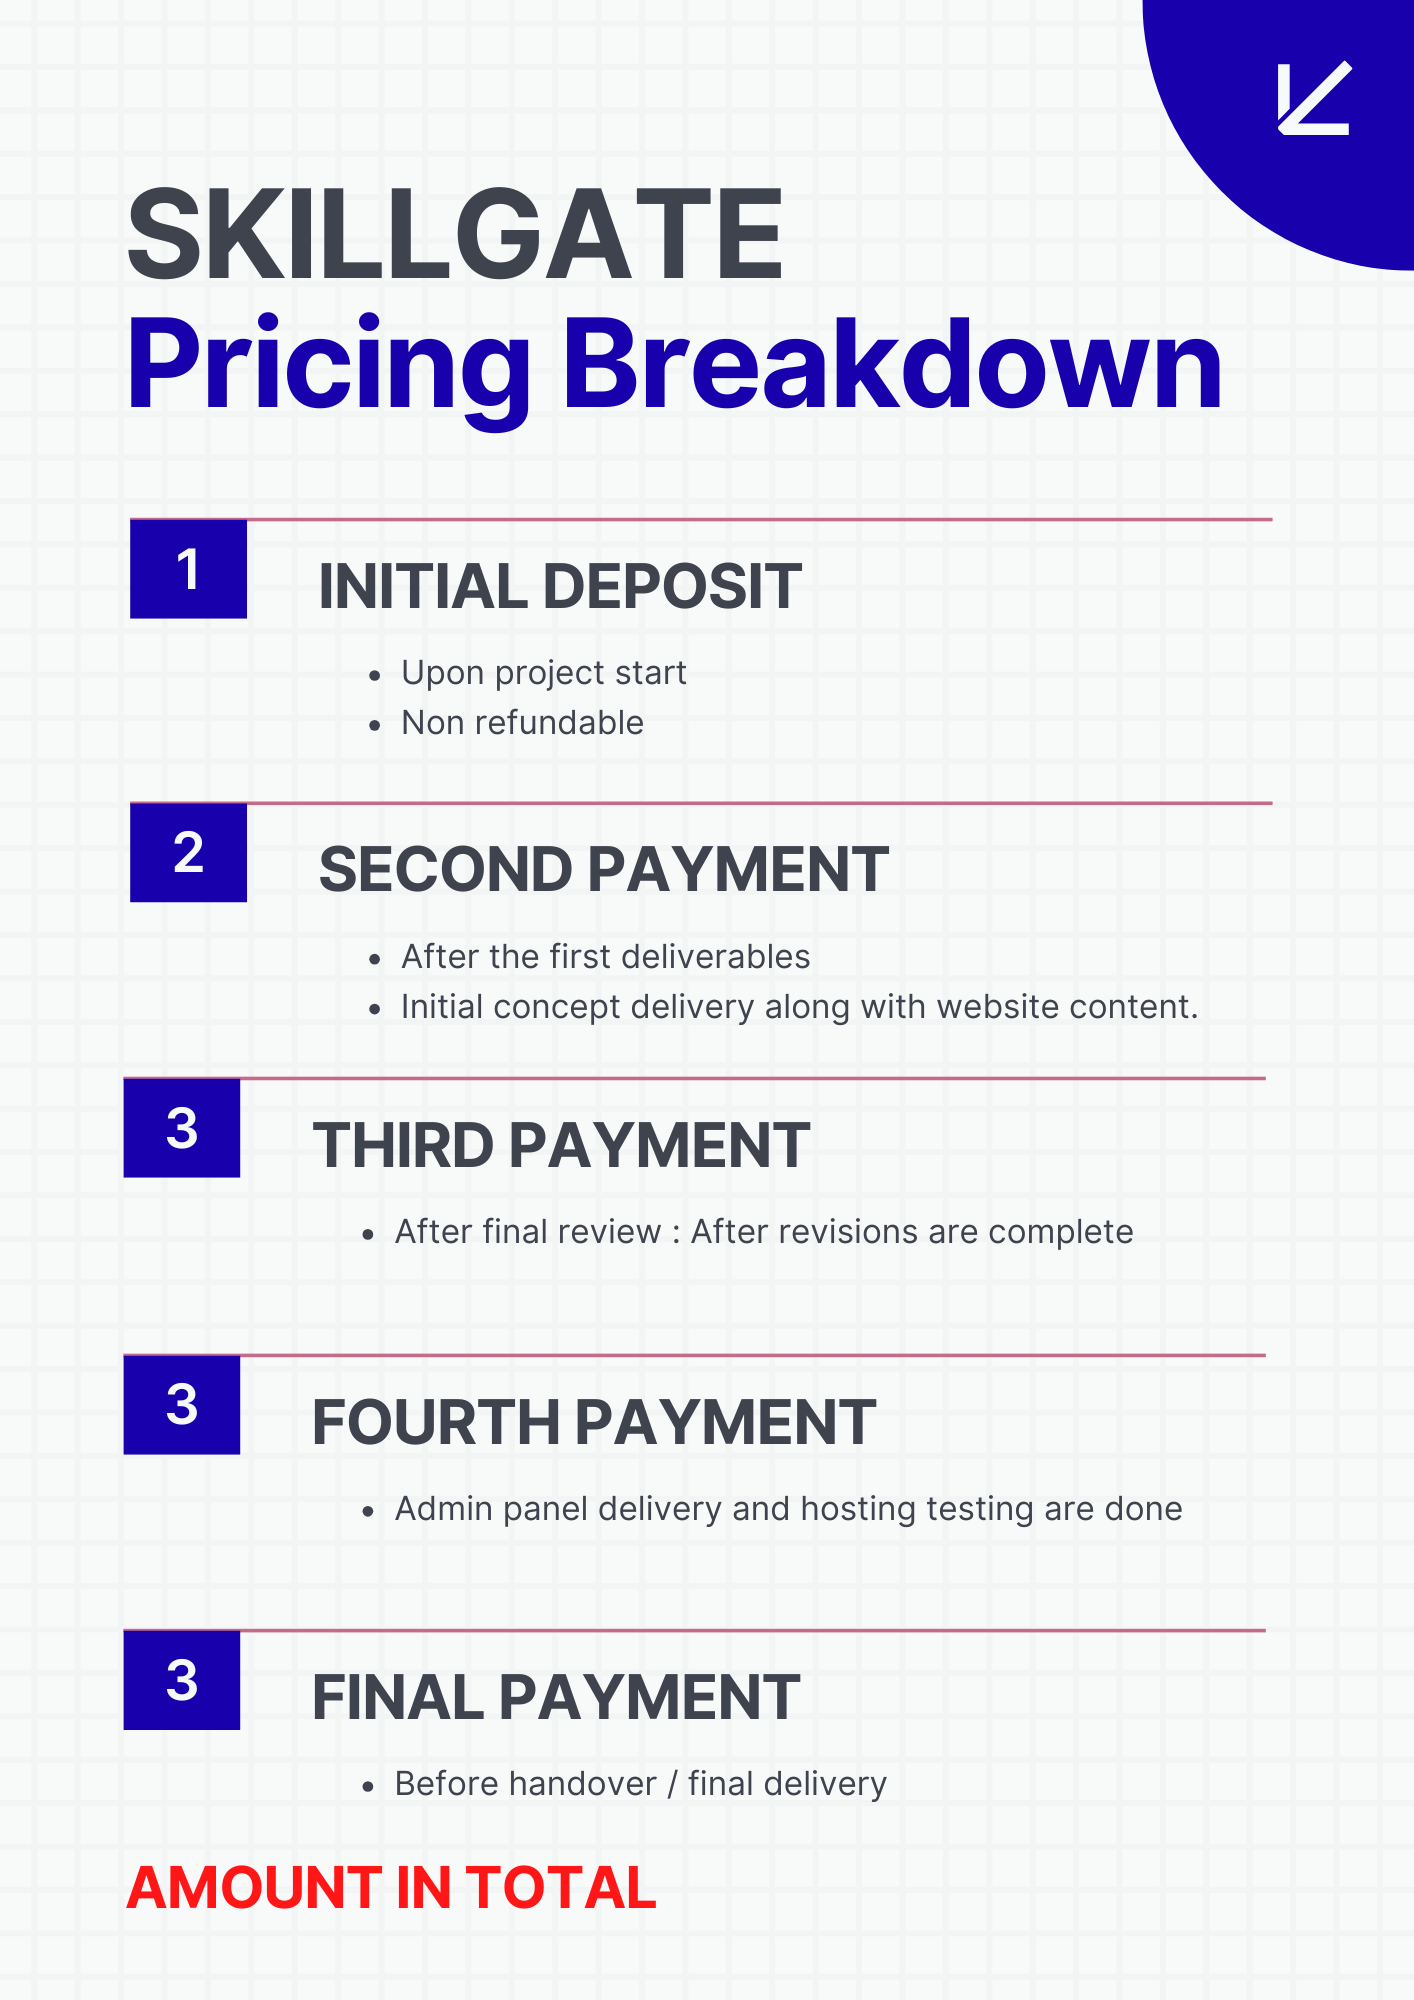 SKILLGATE
Pricing Breakdown
1
INITIAL DEPOSIT
• Upon project start
• Non refundable
2
SECOND PAYMENT
• After the first deliverables
• Initial concept delivery along with website content.
3
THIRD PAYMENT
• After final review : After revisions are complete
3
FOURTH PAYMENT
• Admin panel delivery and hosting testing are done
3
FINAL PAYMENT
• Before handover / final delivery
AMOUNT IN TOTAL